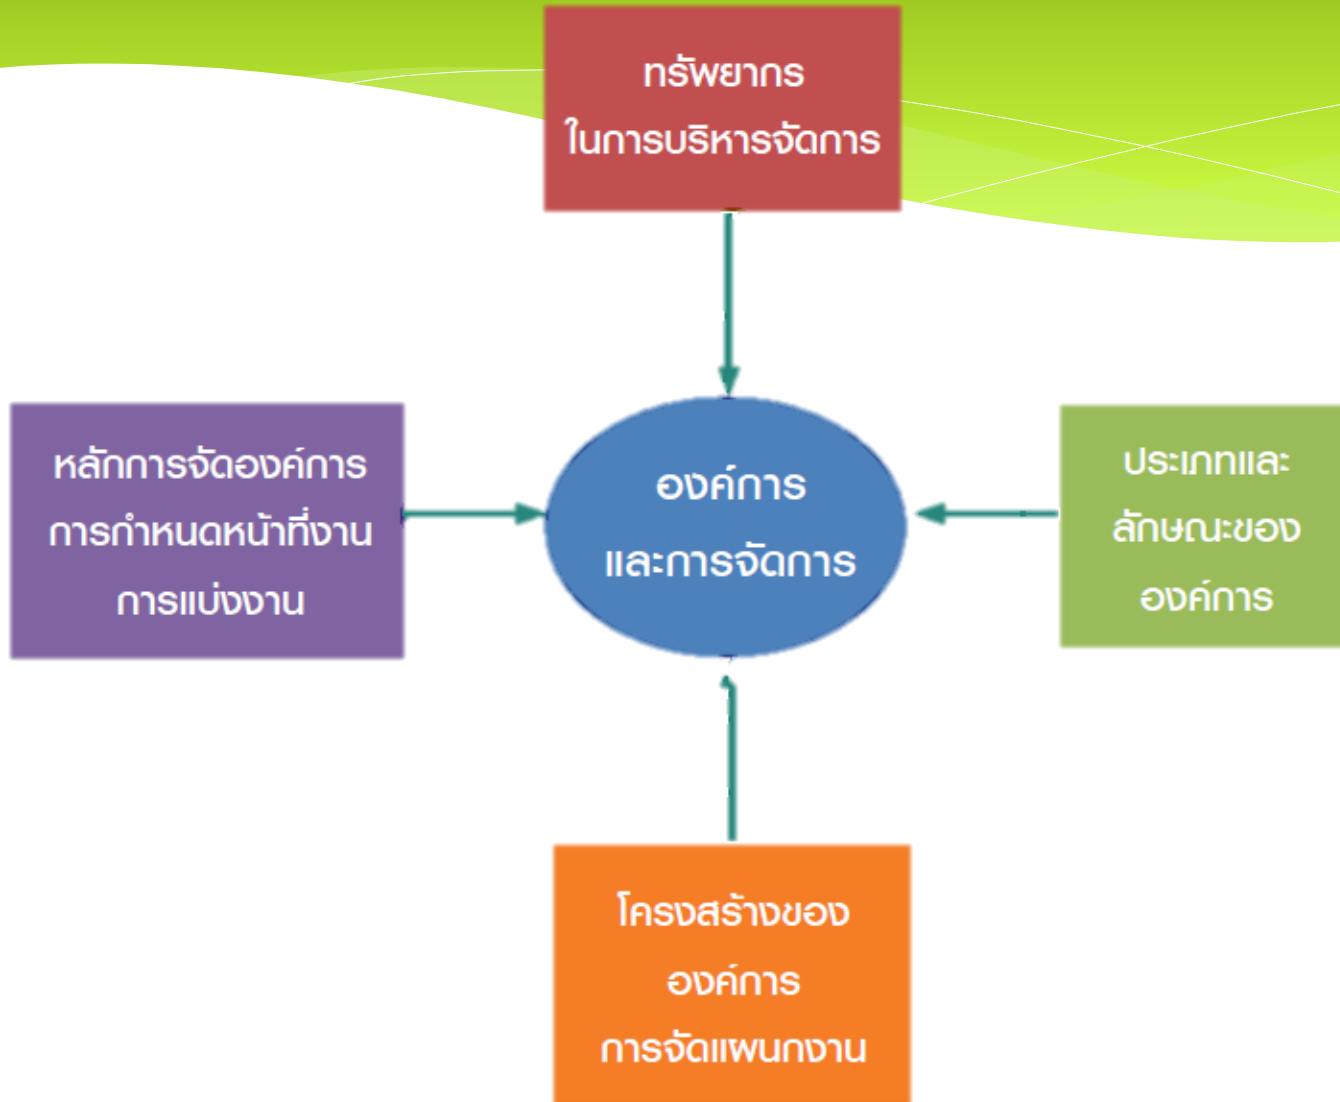 ทรัพยากร
ในการบริหารจัดการ
หลักการจัดองค์การ
การกำหนดหน้าที่งาน
การแบ่งงาน
องค์การ
และการจัดการ
ประเภทและ
ลักษณะของ
องค์การ
โครงสร้างของ
องค์การ
การจัดแผนกงาน